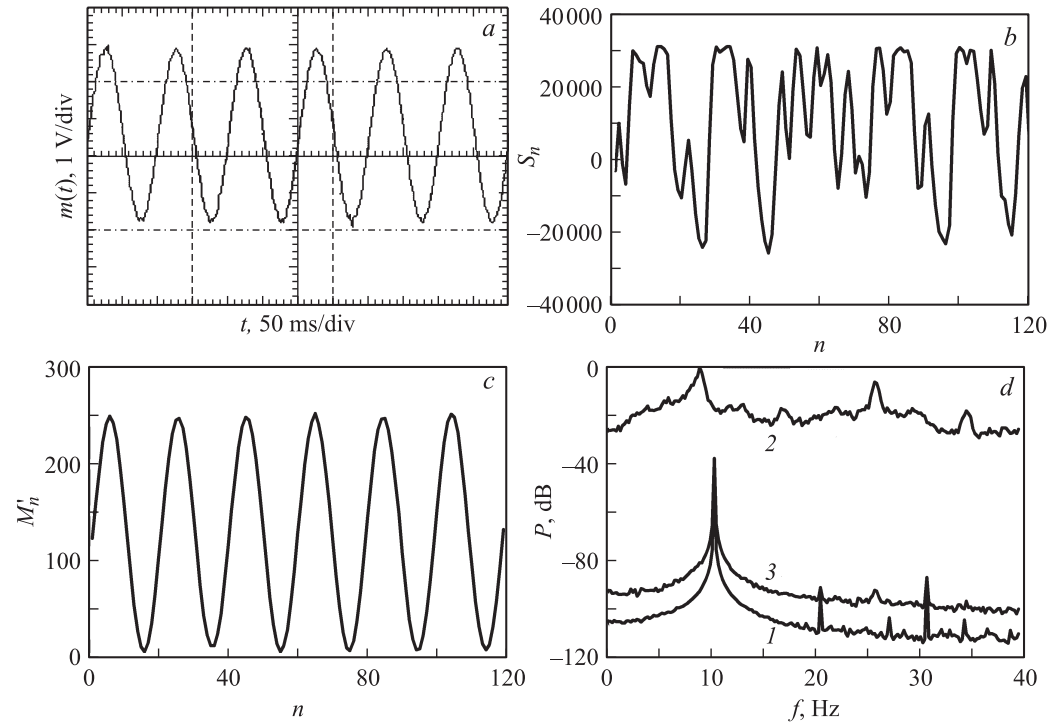 a
m(t), 1 V/div
t, 50 ms/div
b
40000
20000
0
−20000
−40000
S_n
0 40 80 120
n
c
300
200
100
0
M'_n
0 40 80 120
n
d
0
−40
−80
−120
P, dB
2
3
1
0 10 20 30 40
f, Hz